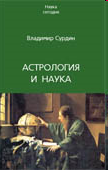 Наука
сегодня
Владимир Сурдин
АСТРОЛОГИЯ
И НАУКА